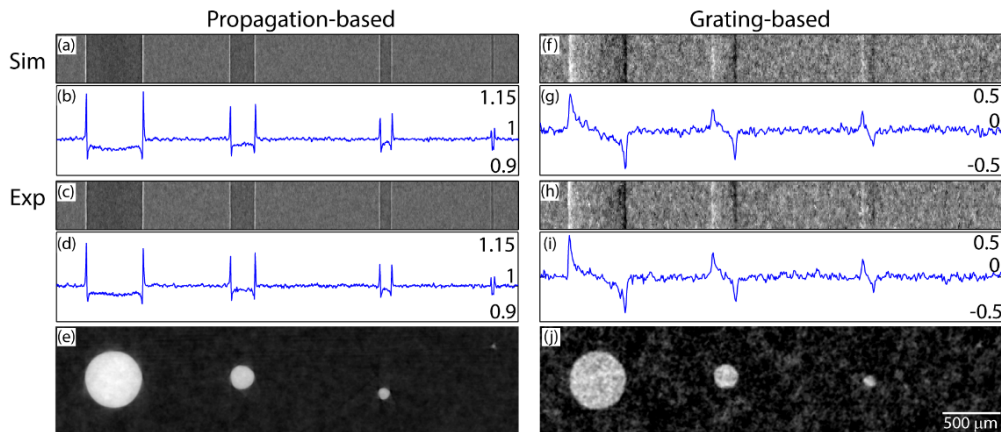 Propagation-based
Grating-based
Sim
(a)
(f)
(b)
1.15
1
0.9
(g)
0.5
0
-0.5
Exp
(c)
(h)
(d)
1.15
1
0.9
(i)
0.5
0
-0.5
(e)
(j)
500 μm